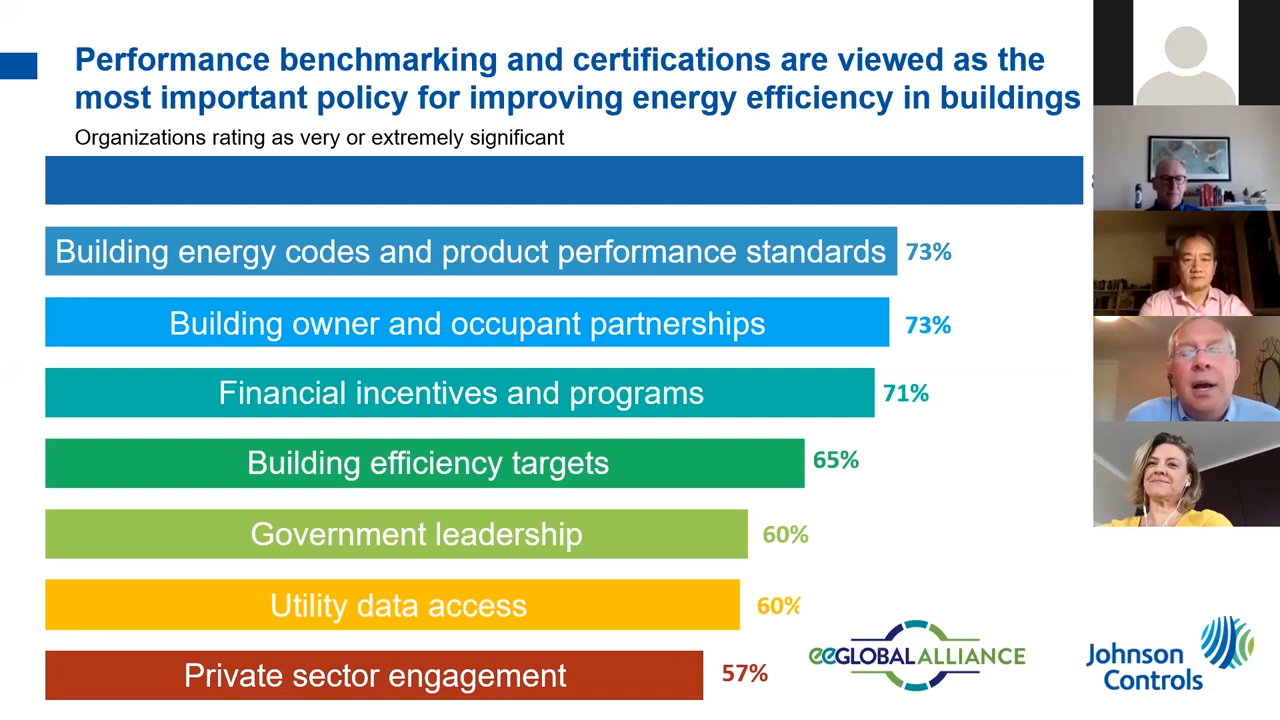 Performance benchmarking and certifications are viewed as the
most important policy for improving energy efficiency in buildings
Organizations rating as very or extremely significant
Building energy codes and product performance standards 73%
Building owner and occupant partnerships 73%
Financial incentives and programs 71%
Building efficiency targets 65%
Government leadership 60%
Utility data access 60%
Private sector engagement 57%
eeGLOBALALLIANCE
Johnson
Controls